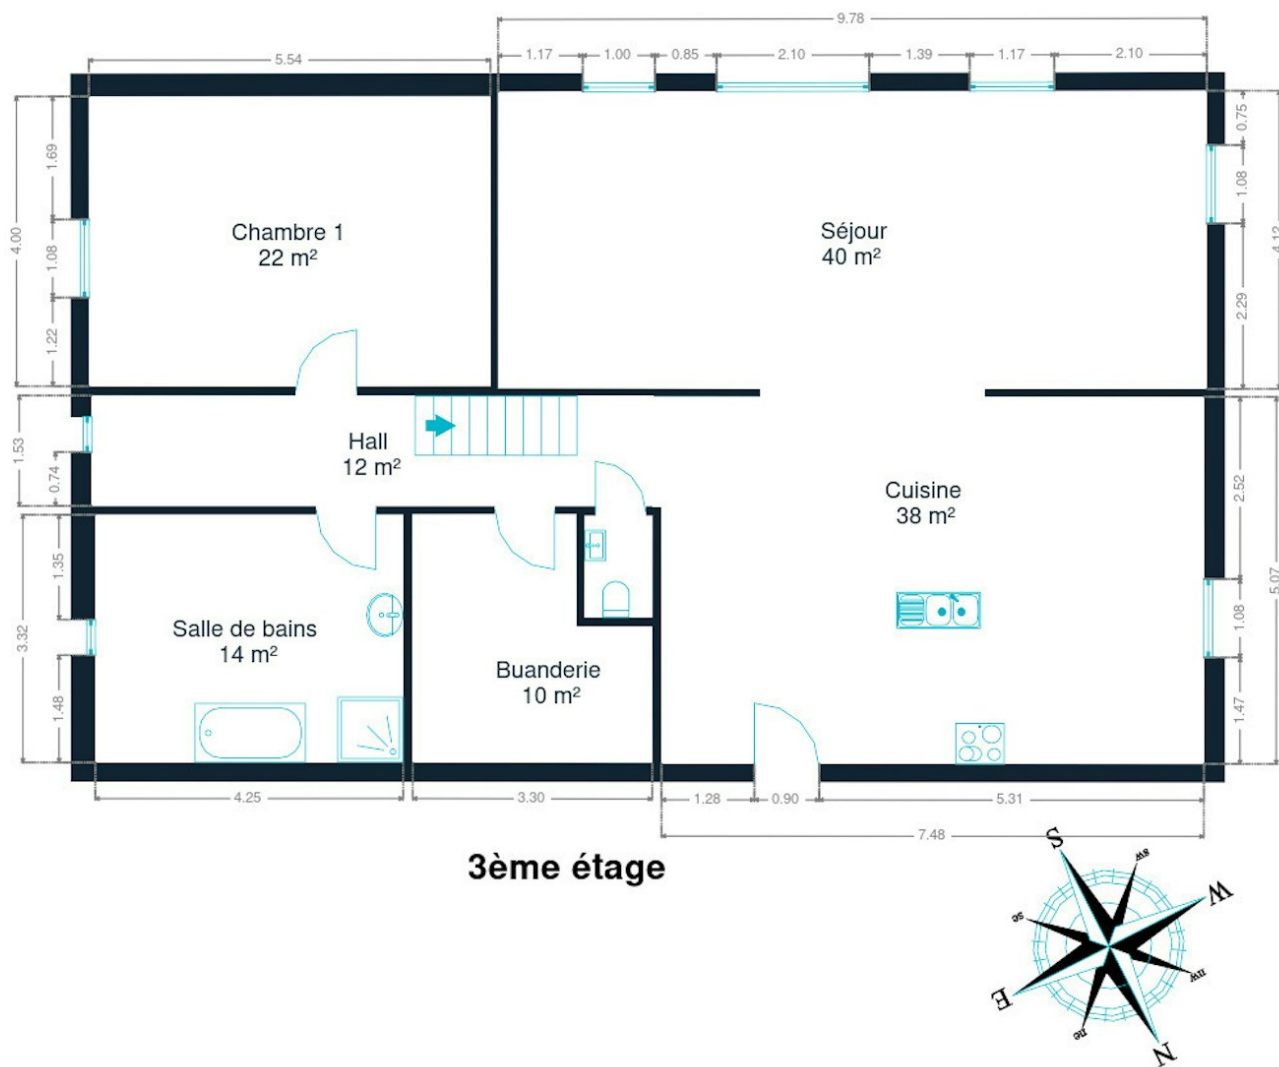 9.78
1.17
1.00
0.85
2.10
1.39
1.17
2.10
5.54
0.75
1.69
1.08
4.00
4.12
Chambre 1
22 m²
Séjour
40 m²
1.08
2.29
1.22
1.53
Hall
12 m²
0.74
2.52
Cuisine
38 m²
1.35
5.07
3.32
Salle de bains
14 m²
1.08
Buanderie
10 m²
1.48
1.47
4.25
3.30
1.28
0.90
5.31
7.48
3ème étage
S
sw
W
se
nw
E
ne
N